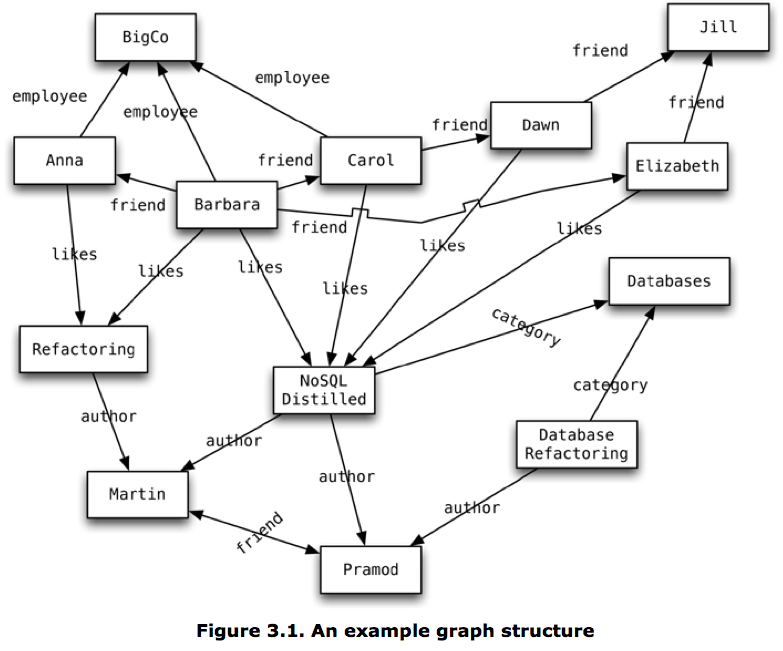 BigCo
Jill
friend
employee
employee
employee
friend
friend
Dawn
Anna
friend
Carol
Elizabeth
friend
Barbara
friend
likes
likes
likes
likes
likes
likes
Databases
category
Refactoring
NoSQL
Distilled
category
author
author
Database
Refactoring
author
Martin
author
friend
Pramod
Figure 3.1. An example graph structure